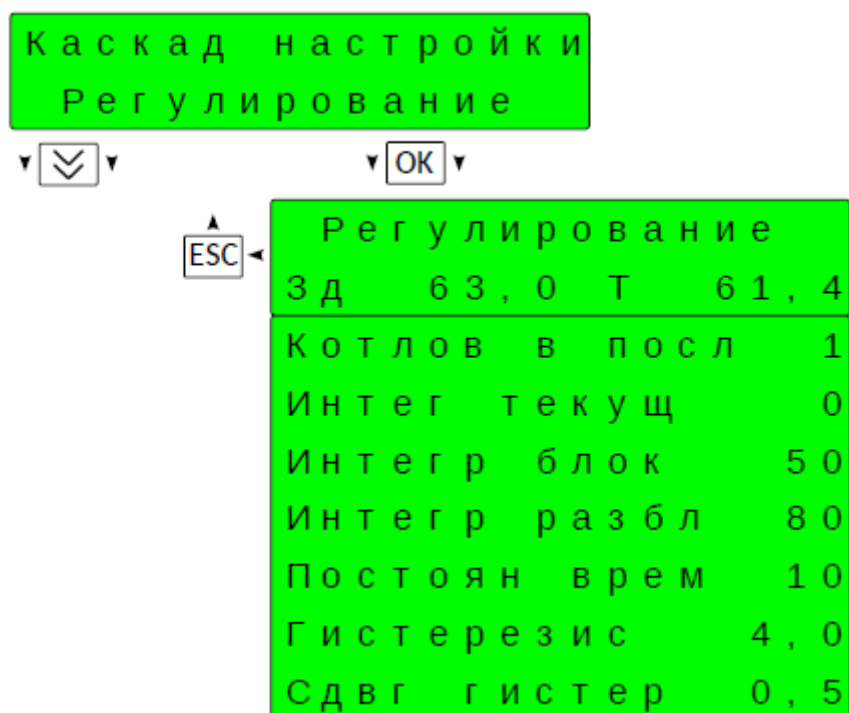 Каскад настройки
Регулирование
OK
Регулирование
ESC
Зд 63,0 Т 61,4
Котлов в посл 1
Интег текущ 0
Интегр блок 50
Интегр разбл 80
Постоян врем 10
Гистерезис 4,0
Сдвг гистер 0,5